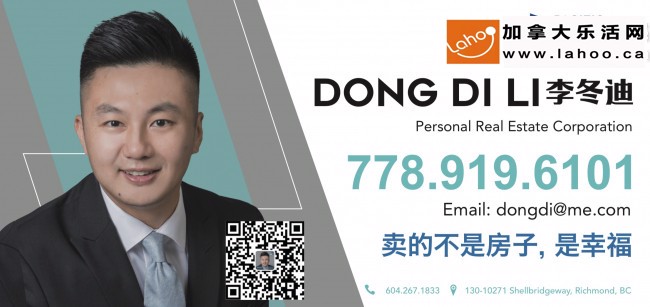 Lahoo
加拿大乐活网
www.lahoo.ca
DONG DI LI李冬迪
Personal Real Estate Corporation
778.919.6101
Email: dongdi@me.com
卖的不是房子, 是幸福
604.267.1833 130-10271 Shellbridgeway, Richmond, BC